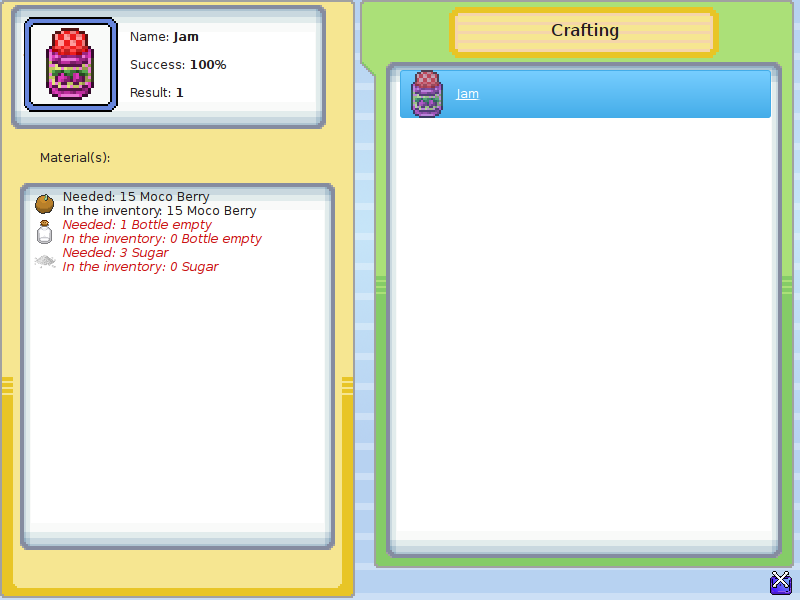 Name: Jam
Success: 100%
Result: 1
Material(s):
Needed: 15 Moco Berry
In the inventory: 15 Moco Berry
Needed: 1 Bottle empty
In the inventory: 0 Bottle empty
Needed: 3 Sugar
In the inventory: 0 Sugar
Crafting
Jam